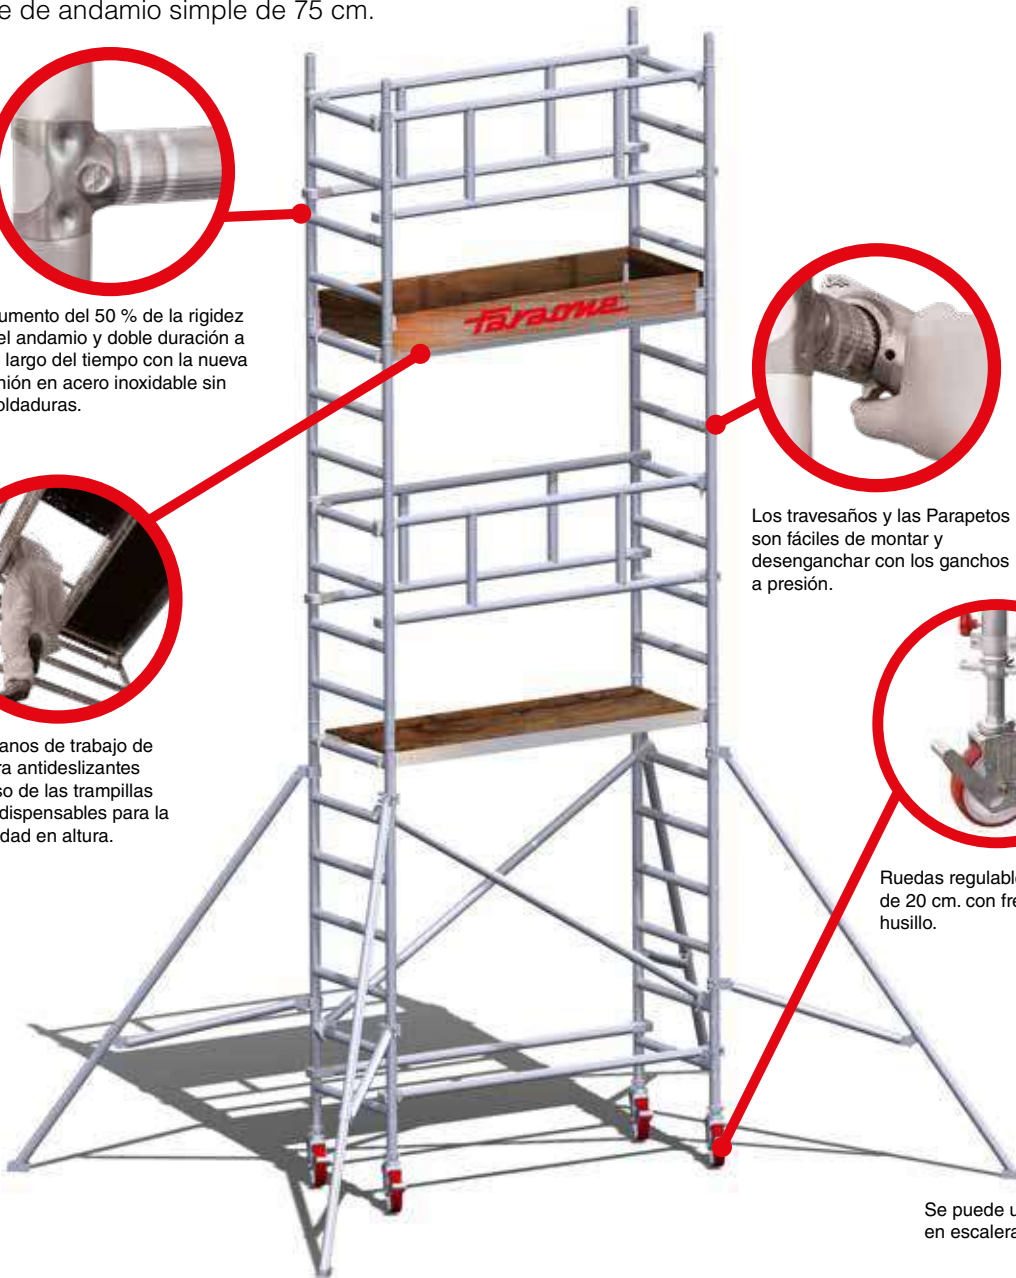 e de andamio simple de 75 cm.
umento del 50 % de la rigidez
el andamio y doble duración a
largo del tiempo con la nueva
nión en acero inoxidable sin
oldaduras.
faraone
Los travesaños y las Parapetos
son fáciles de montar y
desenganchar con los ganchos
a presión.
anos de trabajo de
ra antideslizantes
so de las trampillas
dispensables para la
dad en altura.
Ruedas regulable
de 20 cm. con fre
husillo.
Se puede u
en escalera